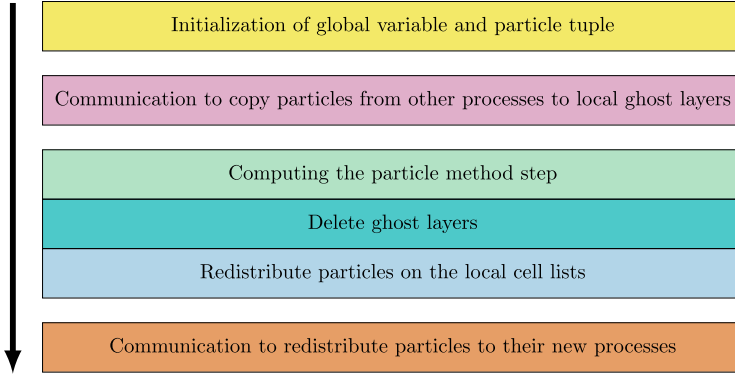 Initialization of global variable and particle tuple
Communication to copy particles from other processes to local ghost layers
Computing the particle method step
Delete ghost layers
Redistribute particles on the local cell lists
Communication to redistribute particles to their new processes